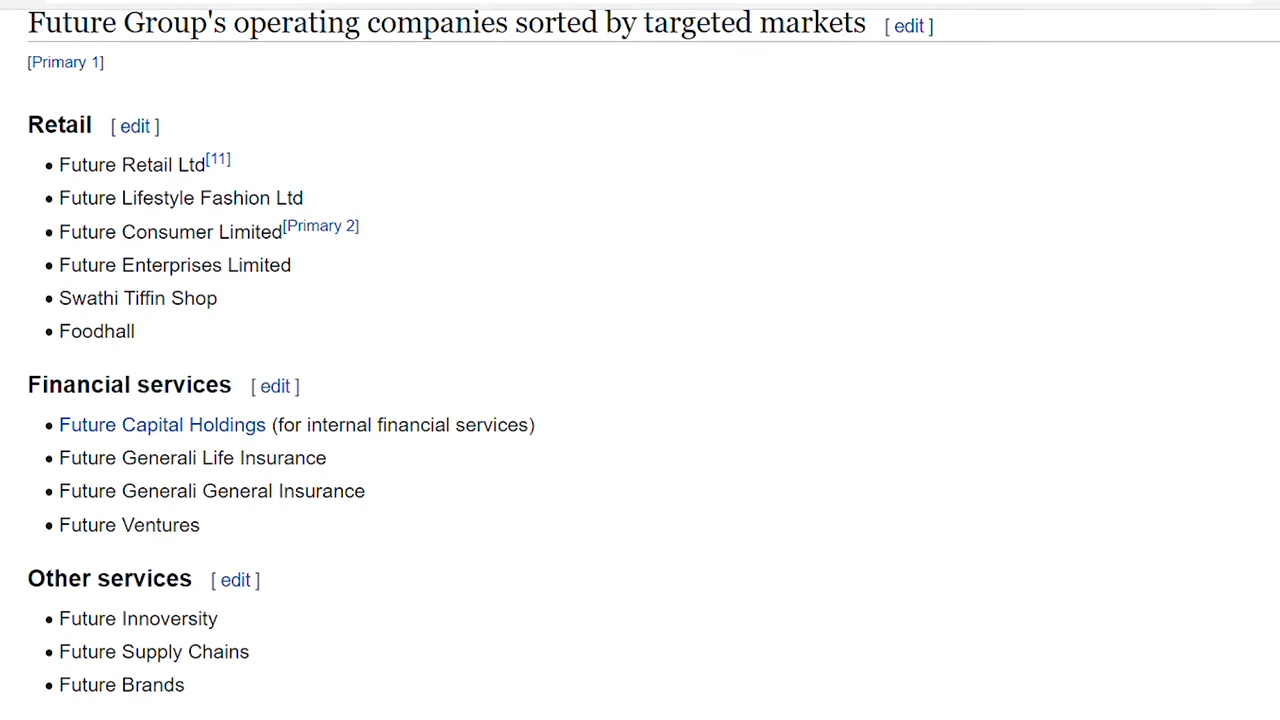 Future Group's operating companies sorted by targeted markets [ edit ]
[Primary 1]
Retail [ edit ]
• Future Retail Ltd[11]
• Future Lifestyle Fashion Ltd
• Future Consumer Limited[Primary 2]
• Future Enterprises Limited
• Swathi Tiffin Shop
• Foodhall
Financial services [ edit ]
• Future Capital Holdings (for internal financial services)
• Future Generali Life Insurance
• Future Generali General Insurance
• Future Ventures
Other services [ edit ]
• Future Innoversity
• Future Supply Chains
• Future Brands